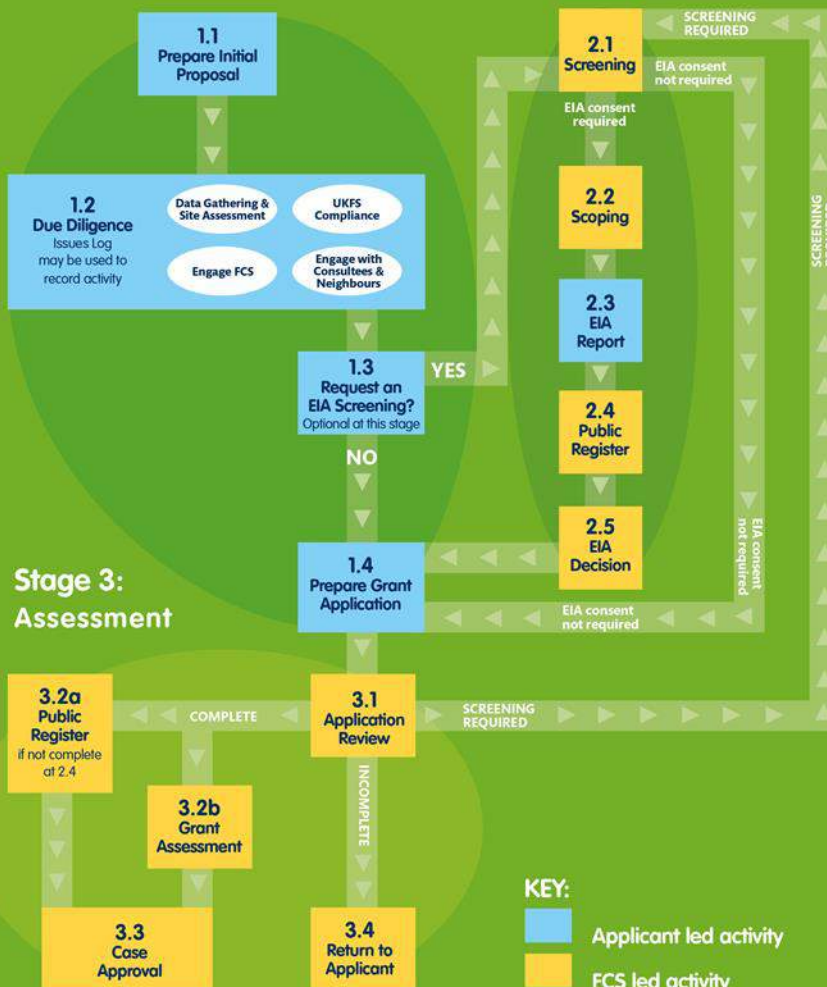 1.1
Prepare Initial
Proposal
1.2
Due Diligence
Issues Log
may be used to
record activity
Data Gathering &
Site Assessment
UKFS
Compliance
Engage FCS
Engage with
Consultees &
Neighbours
1.3
Request an
EIA Screening?
Optional at this stage
YES
NO
1.4
Prepare Grant
Application
2.1
Screening
SCREENING
REQUIRED
EIA consent
not required
EIA consent
required
2.2
Scoping
2.3
EIA
Report
2.4
Public
Register
2.5
EIA
Decision
EIA consent
not required
EIA consent
not required
SCREENING
Stage 3:
Assessment
3.1
Application
Review
SCREENING
REQUIRED
COMPLETE
INCOMPLETE
3.2a
Public
Register
if not complete
at 2.4
3.2b
Grant
Assessment
3.3
Case
Approval
3.4
Return to
Applicant
KEY:
Applicant led activity
FCS led activity